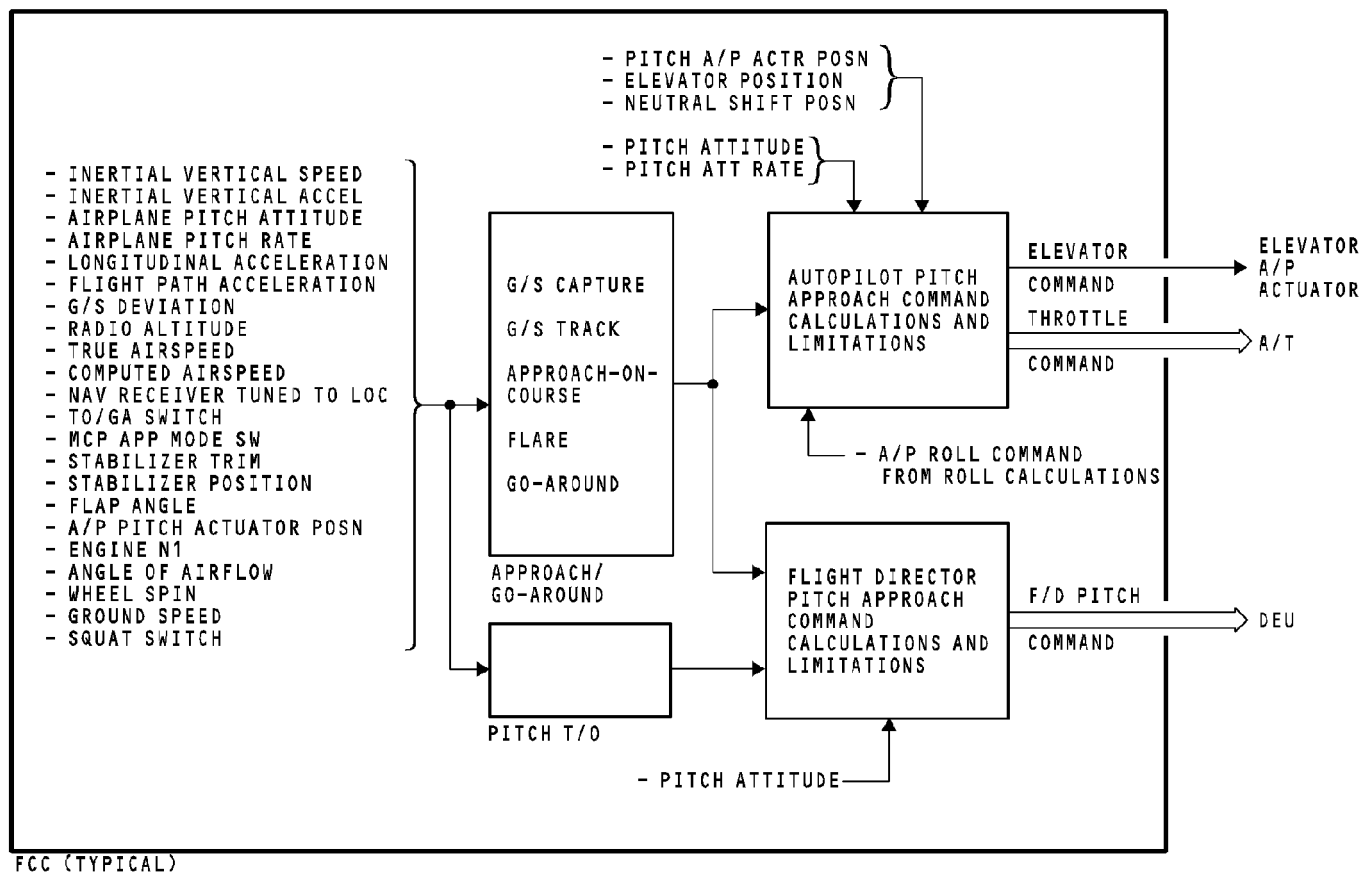 - PITCH A/P ACTR POSN
- ELEVATOR POSITION
- NEUTRAL SHIFT POSN
- PITCH ATTITUDE
- PITCH ATT RATE
- INERTIAL VERTICAL SPEED
- INERTIAL VERTICAL ACCEL
- AIRPLANE PITCH ATTITUDE
- AIRPLANE PITCH RATE
- LONGITUDINAL ACCELERATION
- FLIGHT PATH ACCELERATION
- G/S DEVIATION
- RADIO ALTITUDE
- TRUE AIRSPEED
- COMPUTED AIRSPEED
- NAV RECEIVER TUNED TO LOC
- TO/GA SWITCH
- MCP APP MODE SW
- STABILIZER TRIM
- STABILIZER POSITION
- FLAP ANGLE
- A/P PITCH ACTUATOR POSN
- ENGINE N1
- ANGLE OF AIRFLOW
- WHEEL SPIN
- GROUND SPEED
- SQUAT SWITCH
G/S CAPTURE
G/S TRACK
APPROACH-ON-
COURSE
FLARE
GO-AROUND
APPROACH/
GO-AROUND
PITCH T/O
AUTOPILOT PITCH
APPROACH COMMAND
CALCULATIONS AND
LIMITATIONS
ELEVATOR
COMMAND
THROTTLE
COMMAND
ELEVATOR
A/P
ACTUATOR
A/T
- A/P ROLL COMMAND
FROM ROLL CALCULATIONS
FLIGHT DIRECTOR
PITCH APPROACH
COMMAND
CALCULATIONS AND
LIMITATIONS
F/D PITCH
COMMAND
DEU
- PITCH ATTITUDE
FCC (TYPICAL)